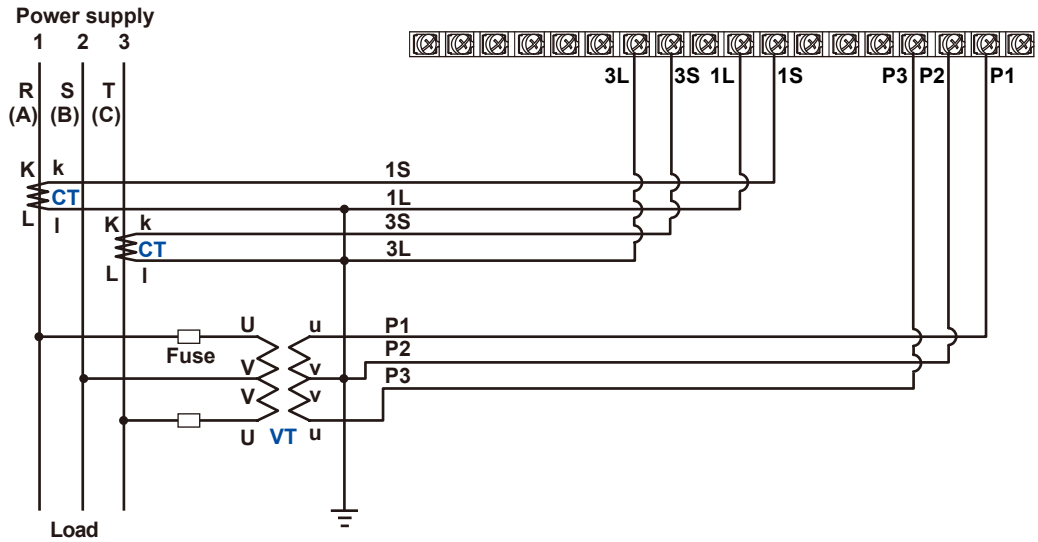 Power supply
1 2 3
3L 3S 1L 1S P3 P2 P1
R S T
(A) (B) (C)
K k 1S
CT 1L
L l K k 3S
CT 3L
L l
U u P1
Fuse P2
V v
P3
V v
U VT u
Load